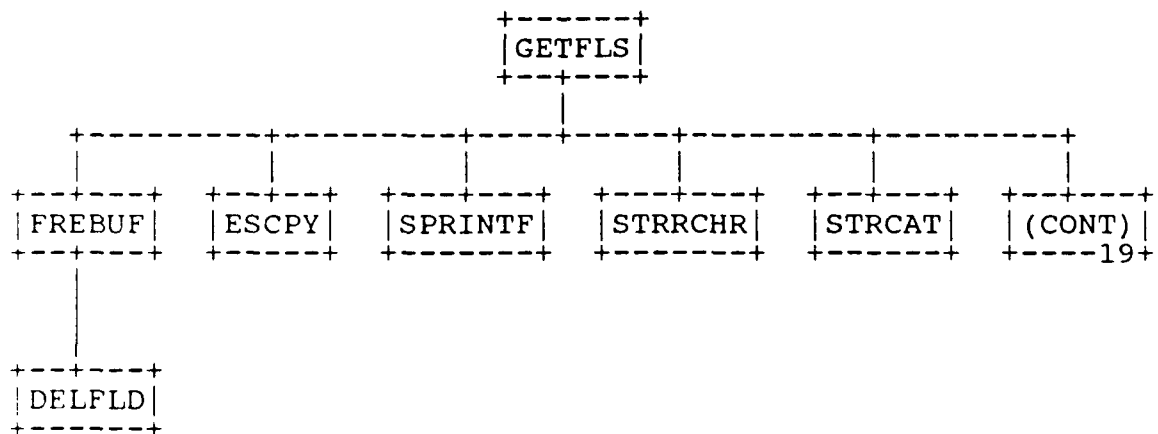 GETFLS
FREBUF ESCPY SPRINTF STRRCHR STRCAT (CONT)
19
DELFLD